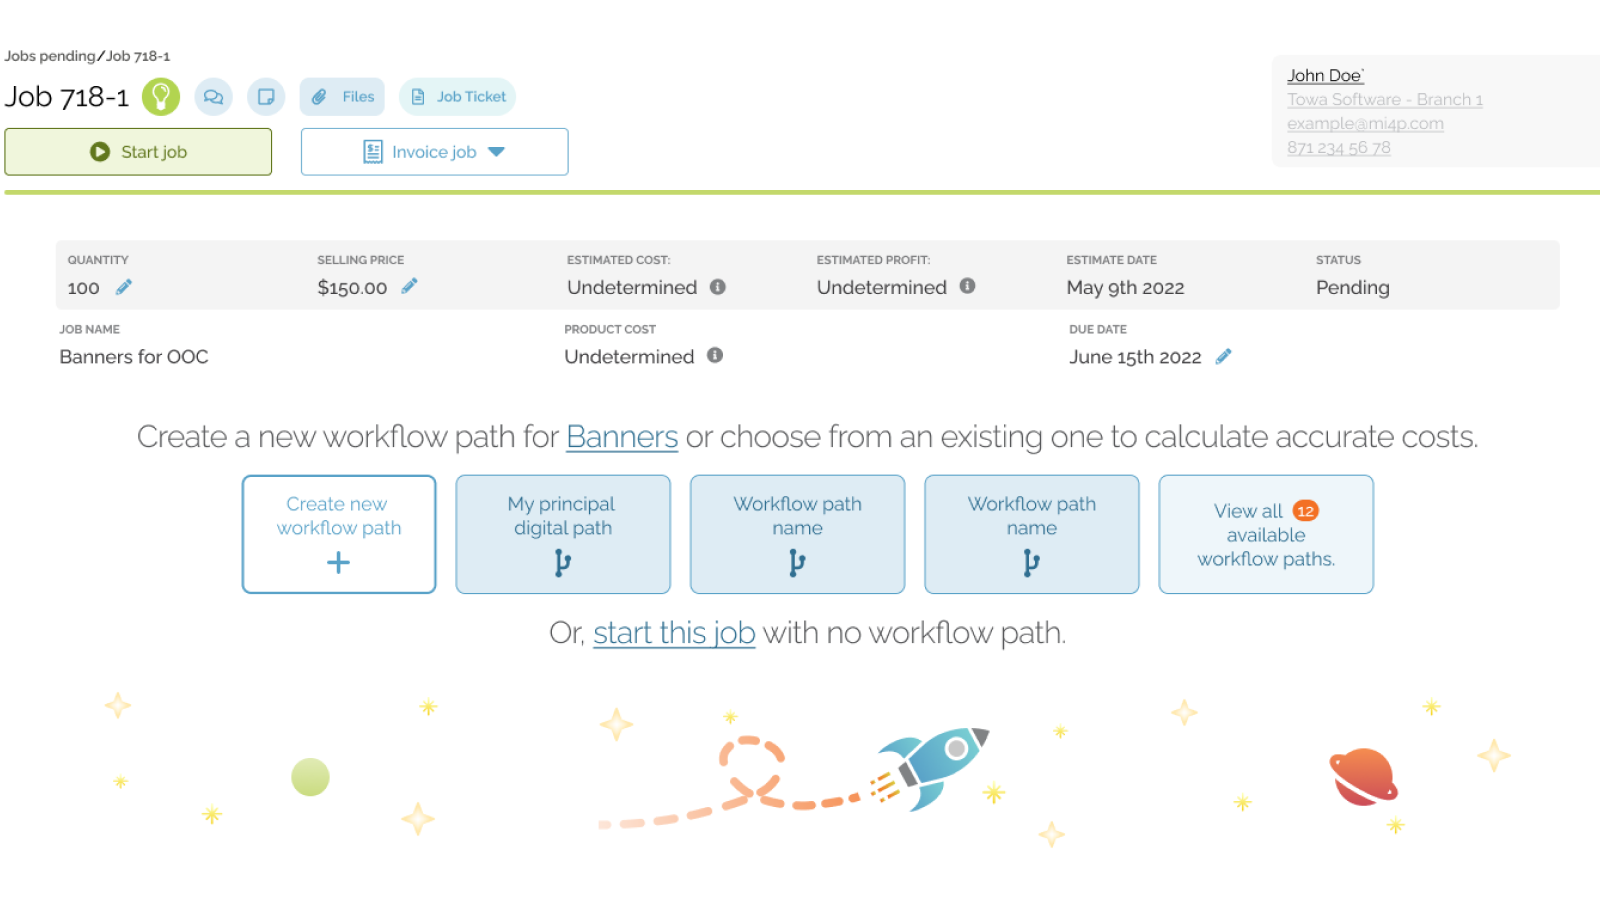 Jobs pending/Job 718-1
Job 718-1
Files
Job Ticket
John Doe`
Towa Software - Branch 1
example@mi4p.com
871 234 56 78
Start job
Invoice job
QUANTITY
100
SELLING PRICE
$150.00
ESTIMATED COST:
Undetermined
ESTIMATED PROFIT:
Undetermined
ESTIMATE DATE
May 9th 2022
STATUS
Pending
JOB NAME
Banners for OOC
PRODUCT COST
Undetermined
DUE DATE
June 15th 2022
Create a new workflow path for Banners or choose from an existing one to calculate accurate costs.
Create new
workflow path
My principal
digital path
Workflow path
name
Workflow path
name
View all 12
available
workflow paths.
Or, start this job with no workflow path.